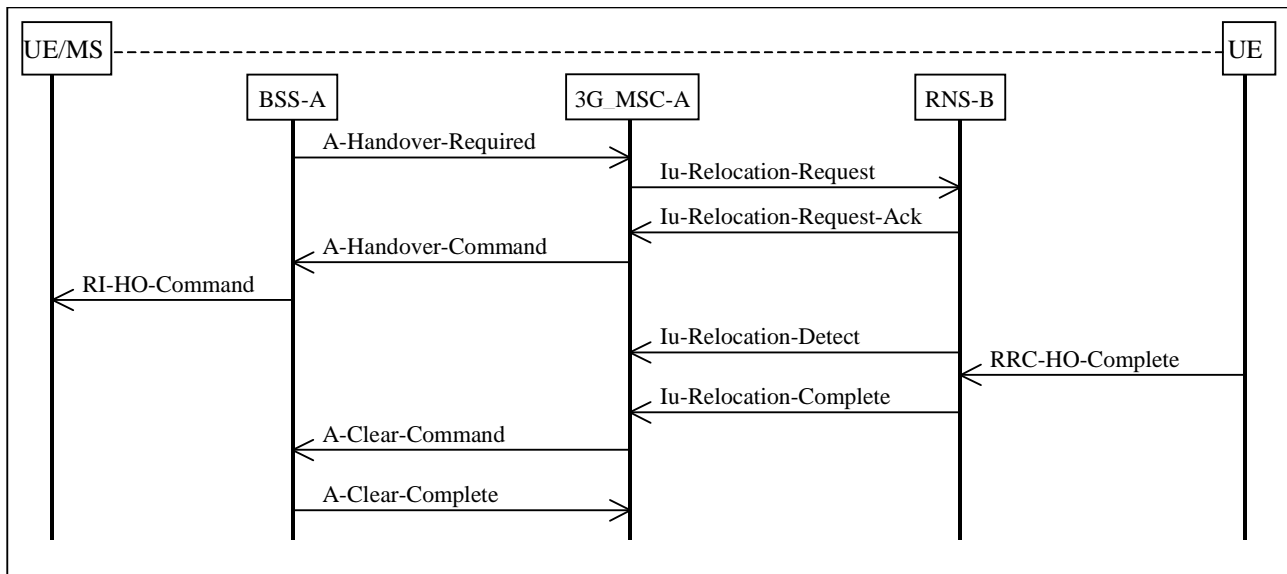 UE/MS
UE
BSS-A
3G_MSC-A
RNS-B
A-Handover-Required
Iu-Relocation-Request
Iu-Relocation-Request-Ack
A-Handover-Command
RI-HO-Command
Iu-Relocation-Detect
RRC-HO-Complete
Iu-Relocation-Complete
A-Clear-Command
A-Clear-Complete